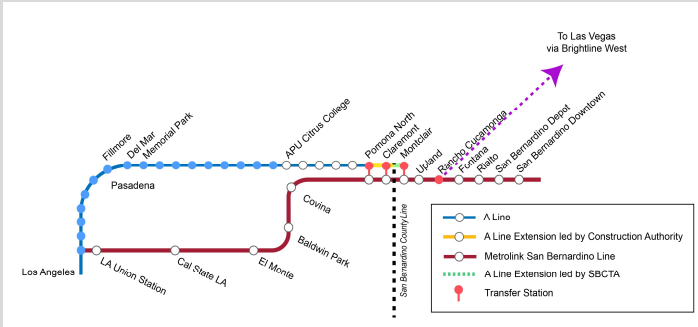 To Las Vegas
via Brightline West
Fillmore
Del Mar
Memorial Park
APU Citrus College
Pomona North
Claremont
Montclair
Upland
Rancho Cucamonga
Fontana
Rialto
San Bernardino Depot
San Bernardino Downtown
Pasadena
Covina
Baldwin Park
Los Angeles
LA Union Station
Cal State LA
El Monte
San Bernardino County Line
A Line
A Line Extension led by Construction Authority
Metrolink San Bernardino Line
A Line Extension led by SBCTA
Transfer Station